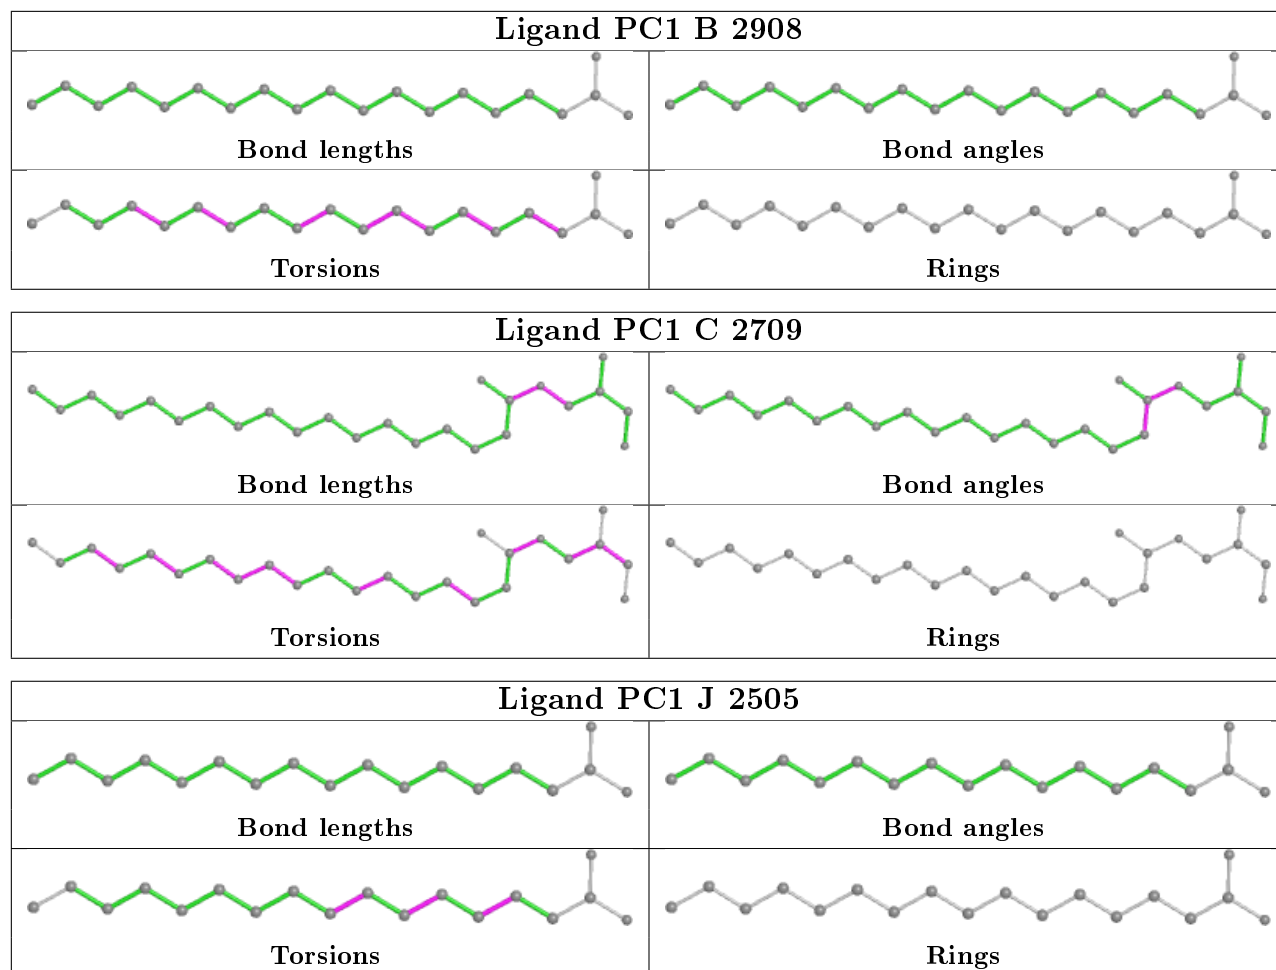 Ligand PC1 B 2908
Bond lengths
Bond angles
Torsions
Rings
Ligand PC1 C 2709
Bond lengths
Bond angles
Torsions
Rings
Ligand PC1 J 2505
Bond lengths
Bond angles
Torsions
Rings